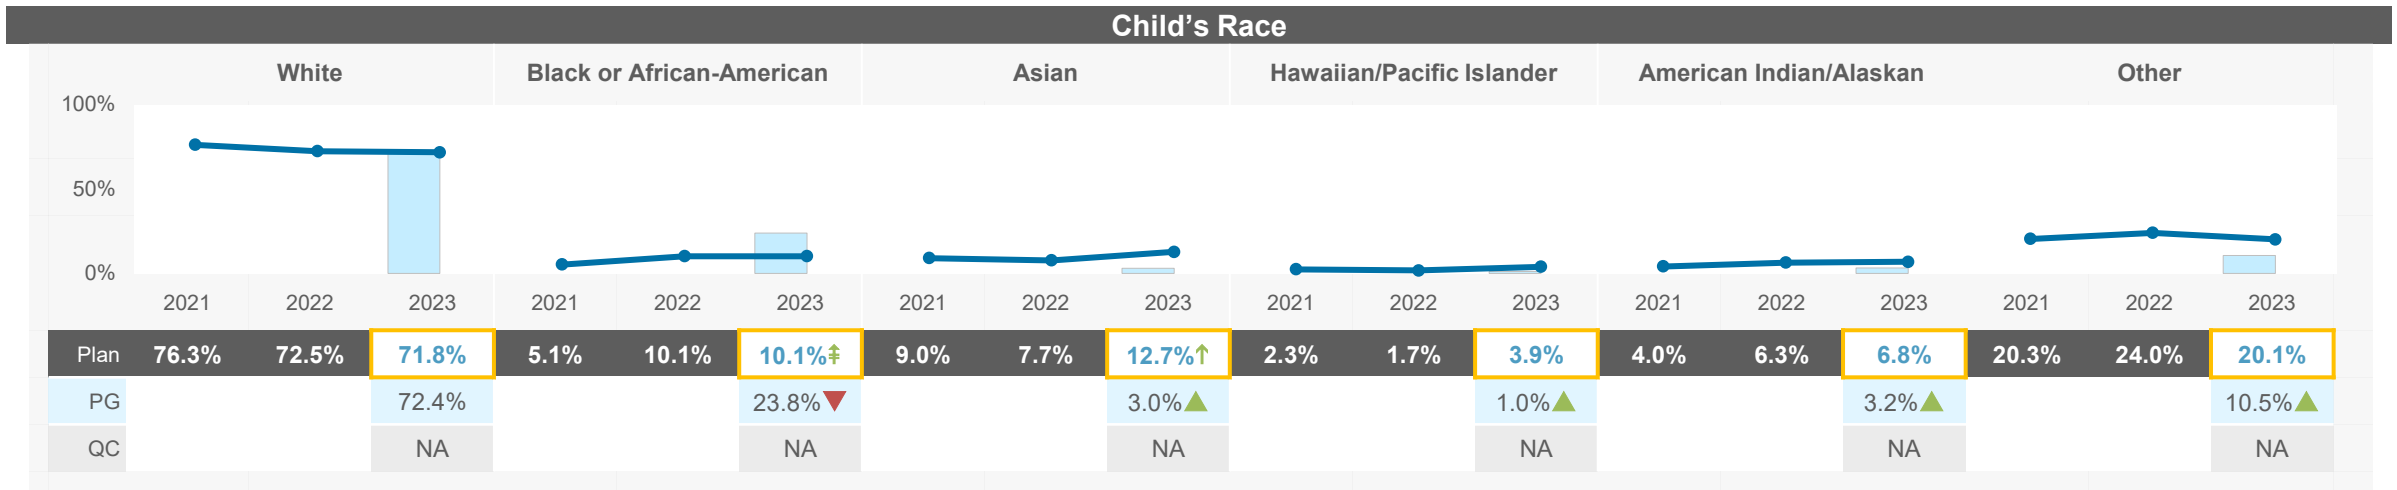 Child’s Race
White Black or African-American Asian Hawaiian/Pacific Islander American Indian/Alaskan Other
100%
50%
0%
2021 2022 2023 2021 2022 2023 2021 2022 2023 2021 2022 2023 2021 2022 2023 2021 2022 2023
Plan 76.3% 72.5% 71.8% 5.1% 10.1% 10.1%⤉ 9.0% 7.7% 12.7%↑ 2.3% 1.7% 3.9% 4.0% 6.3% 6.8% 20.3% 24.0% 20.1%
PG 72.4% 23.8%▼ 3.0%▲ 1.0%▲ 3.2%▲ 10.5%▲
QC NA NA NA NA NA NA